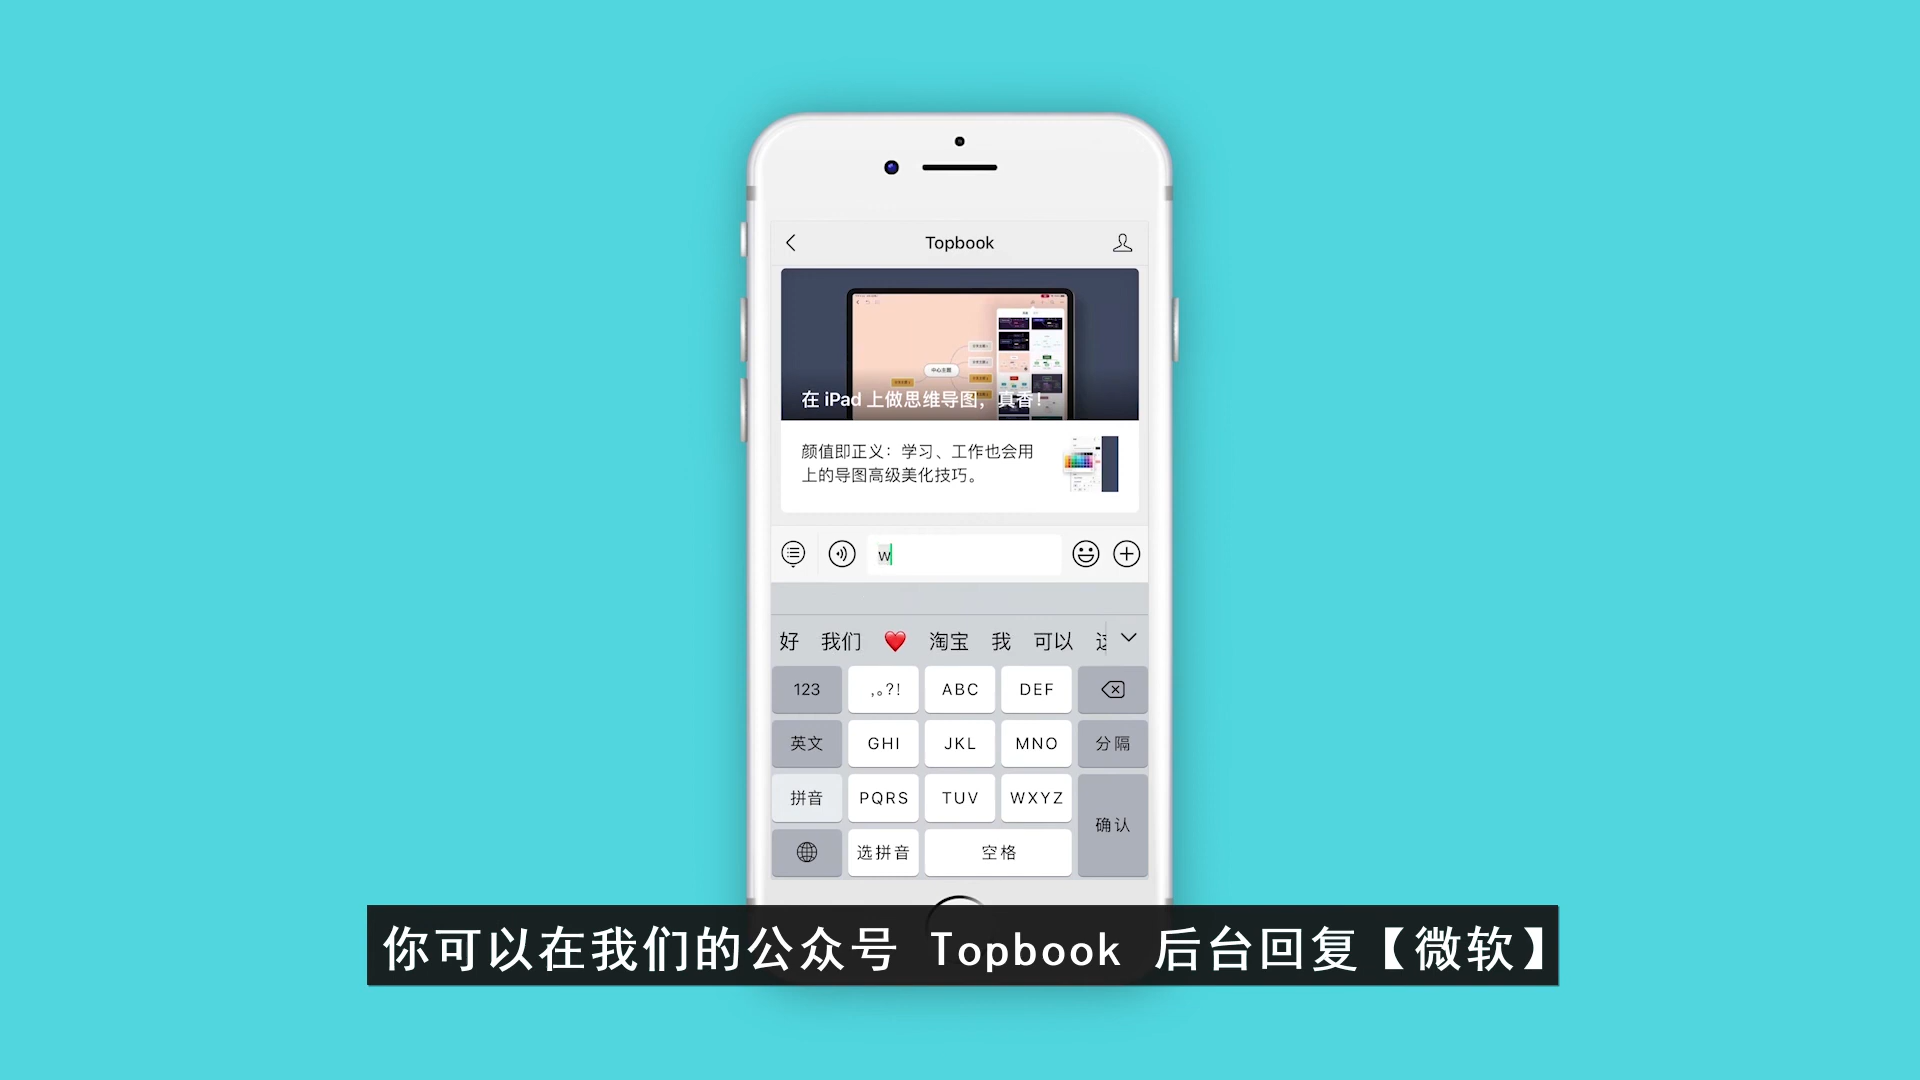 Topbook
中心主题
在 iPad 上做思维导图，真香！
颜值即正义：学习、工作也会用
上的导图高级美化技巧。
w
好 我们 ❤️ 淘宝 我 可以
123 ,。?! ABC DEF
英文 GHI JKL MNO 分隔
拼音 PQRS TUV WXYZ
确认
选拼音 空格
你可以在我们的公众号 Topbook 后台回复【微软】